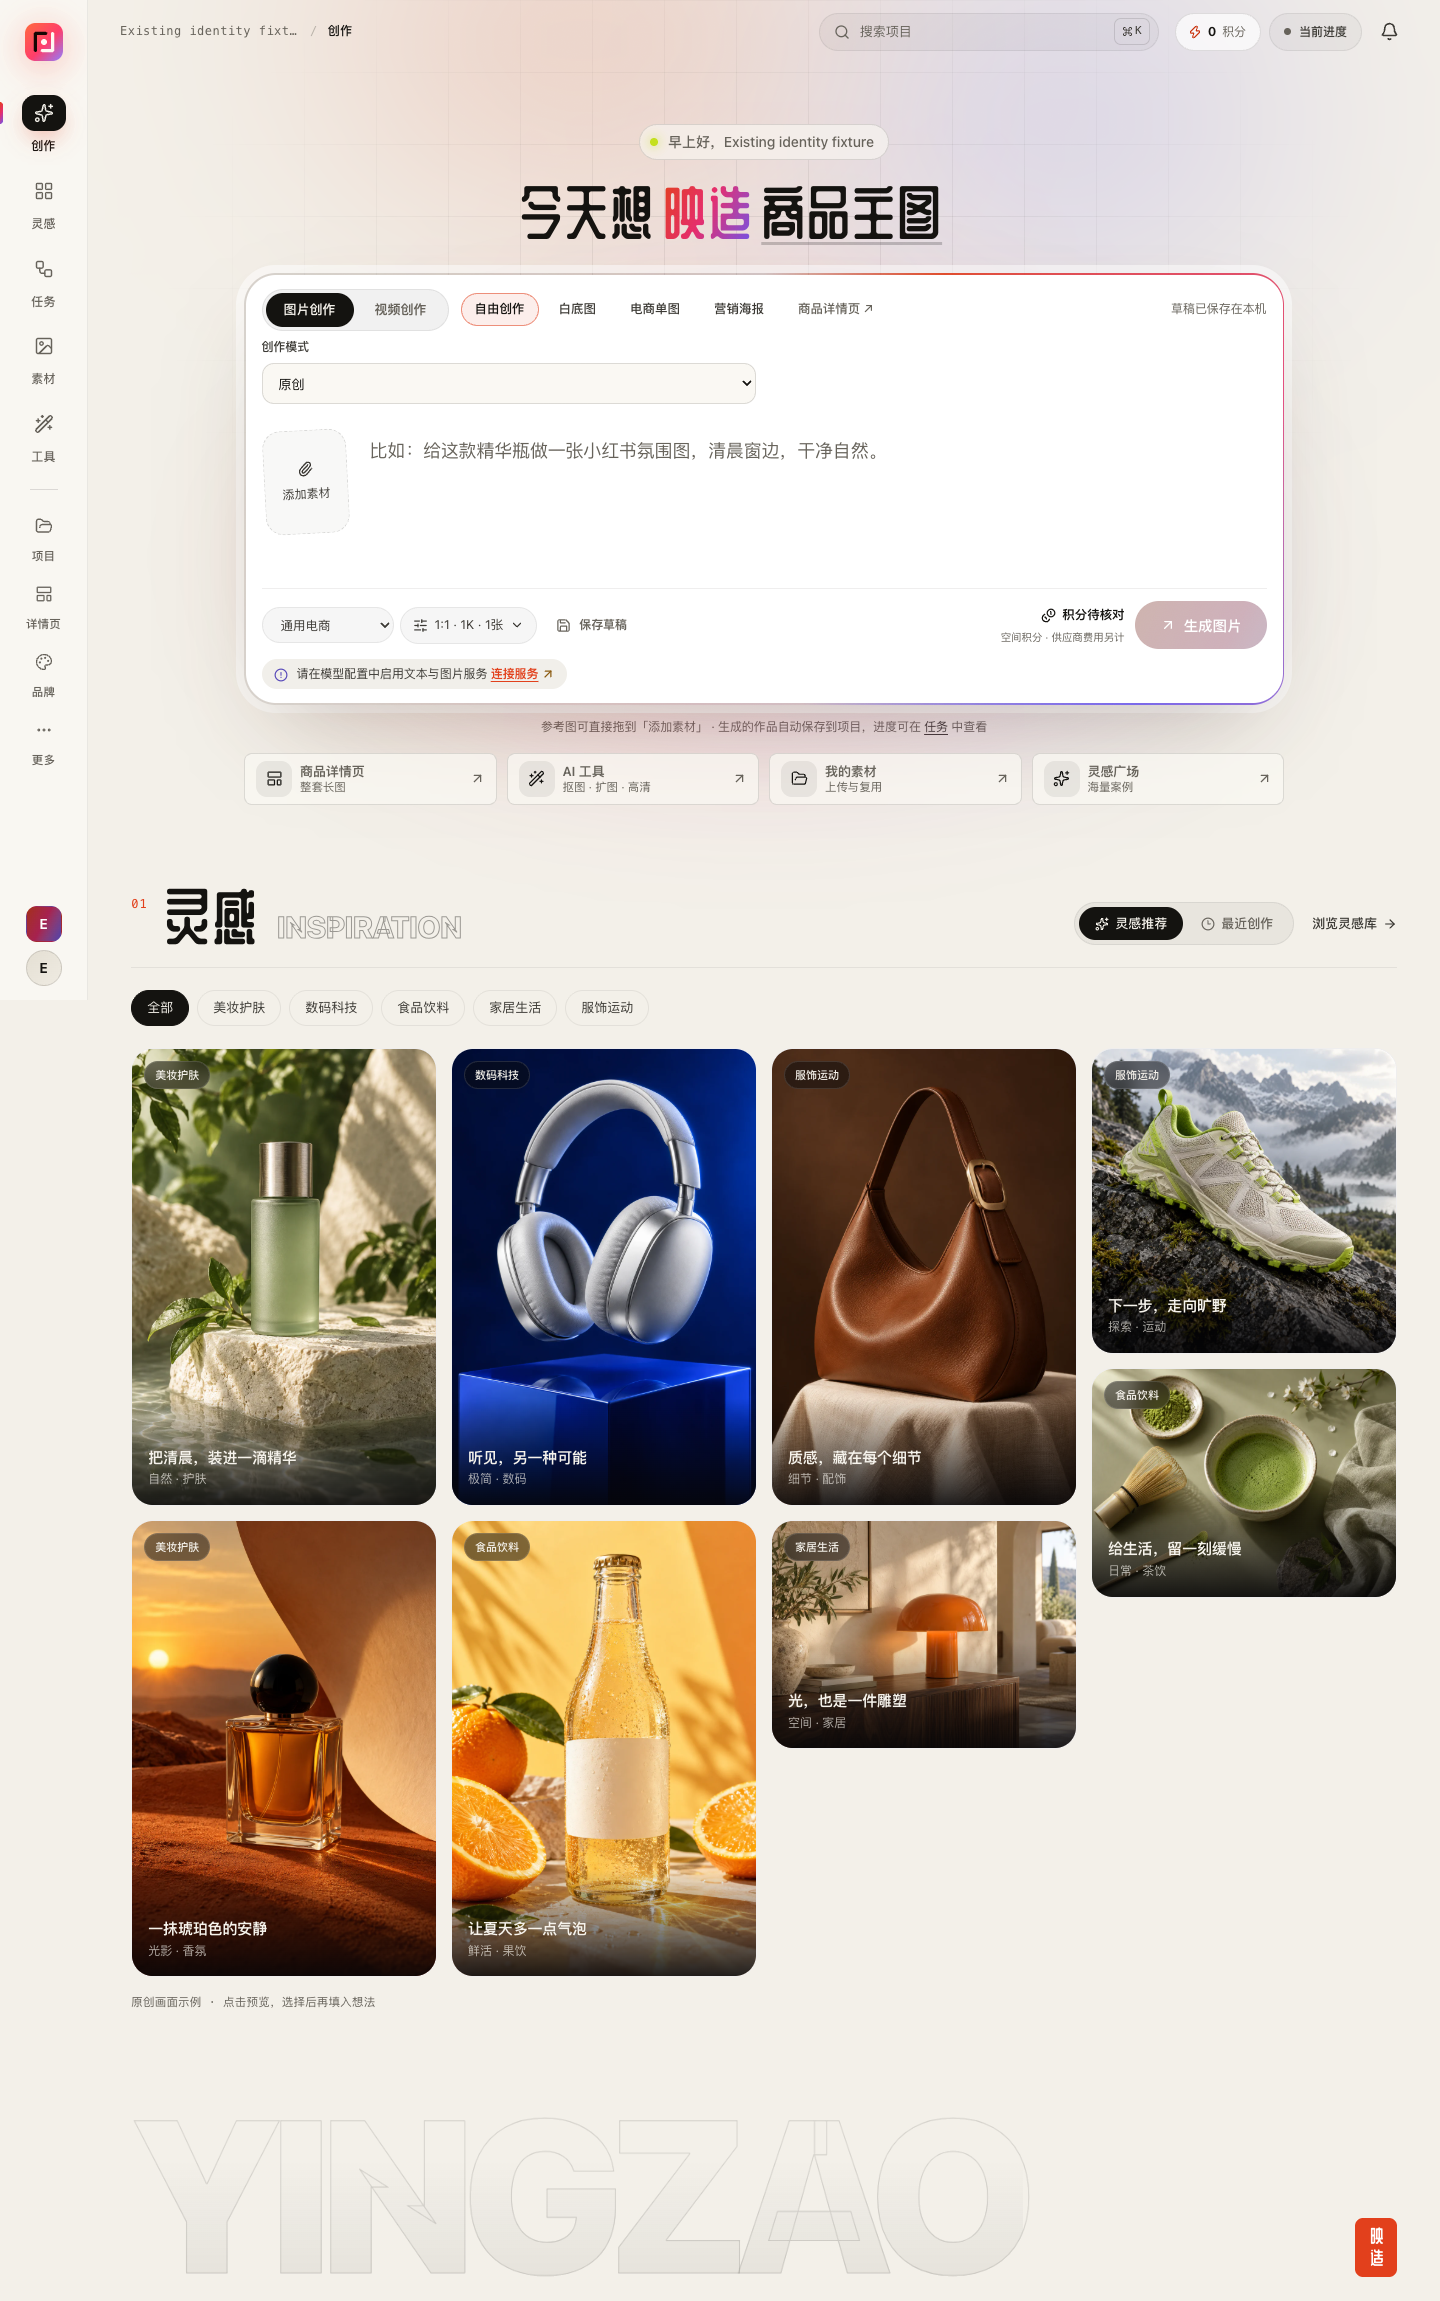 Existing identity fixt… / 创作
搜索项目
⌘K
0 积分
当前进度
创作
灵感
任务
素材
工具
项目
详情页
品牌
更多
E
E
早上好，Existing identity fixture
今天想 映造 商品主图
图片创作
视频创作
自由创作
白底图
电商单图
营销海报
商品详情页
草稿已保存在本机
创作模式
原创
添加素材
比如：给这款精华瓶做一张小红书氛围图，清晨窗边，干净自然。
通用电商
1:1 · 1K · 1张
保存草稿
积分待核对
空间积分 · 供应商费用另计
生成图片
请在模型配置中启用文本与图片服务 连接服务
参考图可直接拖到「添加素材」 · 生成的作品自动保存到项目，进度可在 任务 中查看
商品详情页
整套长图
AI 工具
抠图 · 扩图 · 高清
我的素材
上传与复用
灵感广场
海量案例
01
灵感
INSPIRATION
灵感推荐
最近创作
浏览灵感库
全部
美妆护肤
数码科技
食品饮料
家居生活
服饰运动
美妆护肤
把清晨，装进一滴精华
自然 · 护肤
数码科技
听见，另一种可能
极简 · 数码
服饰运动
质感，藏在每个细节
细节 · 配饰
服饰运动
下一步，走向旷野
探索 · 运动
食品饮料
给生活，留一刻缓慢
日常 · 茶饮
美妆护肤
一抹琥珀色的安静
光影 · 香氛
食品饮料
让夏天多一点气泡
鲜活 · 果饮
家居生活
光，也是一件雕塑
空间 · 家居
原创画面示例 · 点击预览，选择后再填入想法
YINGZAO
映
造